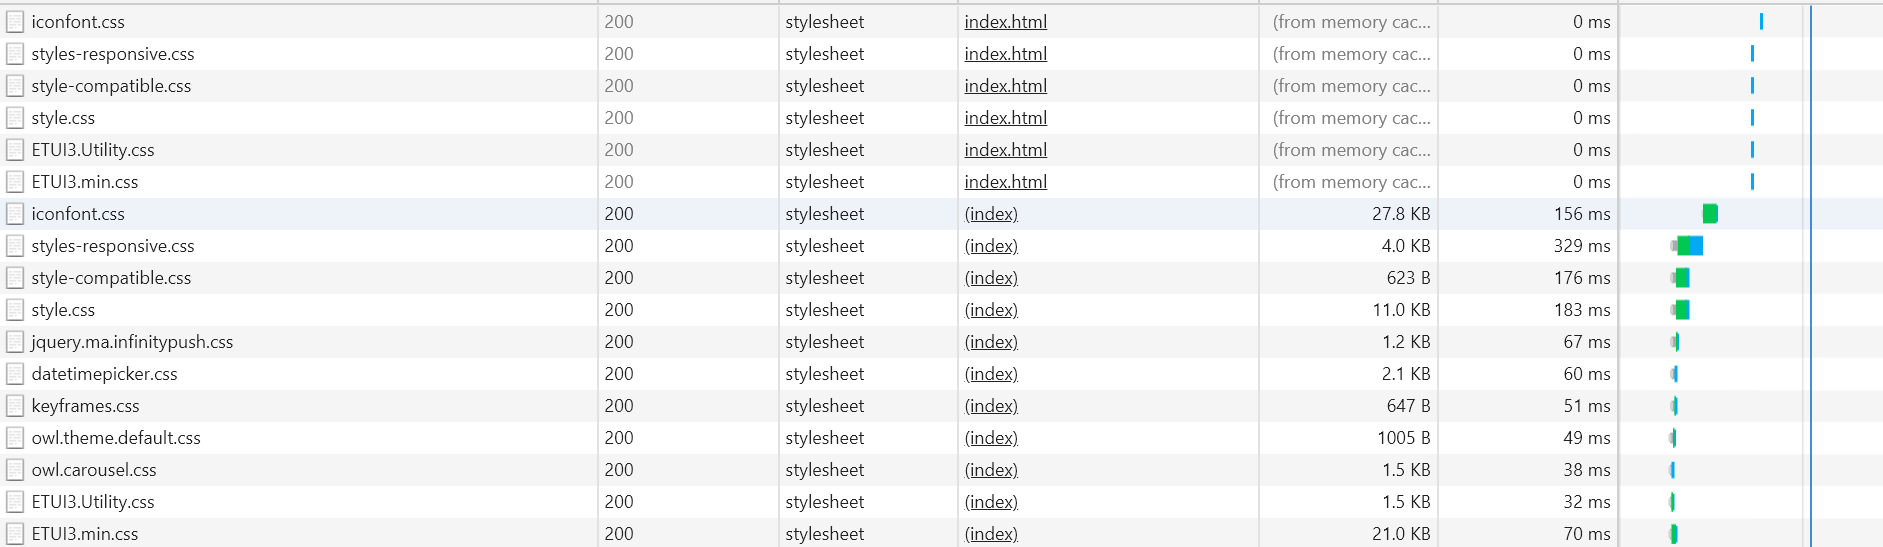 iconfont.css 200 stylesheet index.html (from memory cac... 0 ms
styles-responsive.css 200 stylesheet index.html (from memory cac... 0 ms
style-compatible.css 200 stylesheet index.html (from memory cac... 0 ms
style.css 200 stylesheet index.html (from memory cac... 0 ms
ETUI3.Utility.css 200 stylesheet index.html (from memory cac... 0 ms
ETUI3.min.css 200 stylesheet index.html (from memory cac... 0 ms
iconfont.css 200 stylesheet (index) 27.8 KB 156 ms
styles-responsive.css 200 stylesheet (index) 4.0 KB 329 ms
style-compatible.css 200 stylesheet (index) 623 B 176 ms
style.css 200 stylesheet (index) 11.0 KB 183 ms
jquery.ma.infinitypush.css 200 stylesheet (index) 1.2 KB 67 ms
datetimepicker.css 200 stylesheet (index) 2.1 KB 60 ms
keyframes.css 200 stylesheet (index) 647 B 51 ms
owl.theme.default.css 200 stylesheet (index) 1005 B 49 ms
owl.carousel.css 200 stylesheet (index) 1.5 KB 38 ms
ETUI3.Utility.css 200 stylesheet (index) 1.5 KB 32 ms
ETUI3.min.css 200 stylesheet (index) 21.0 KB 70 ms